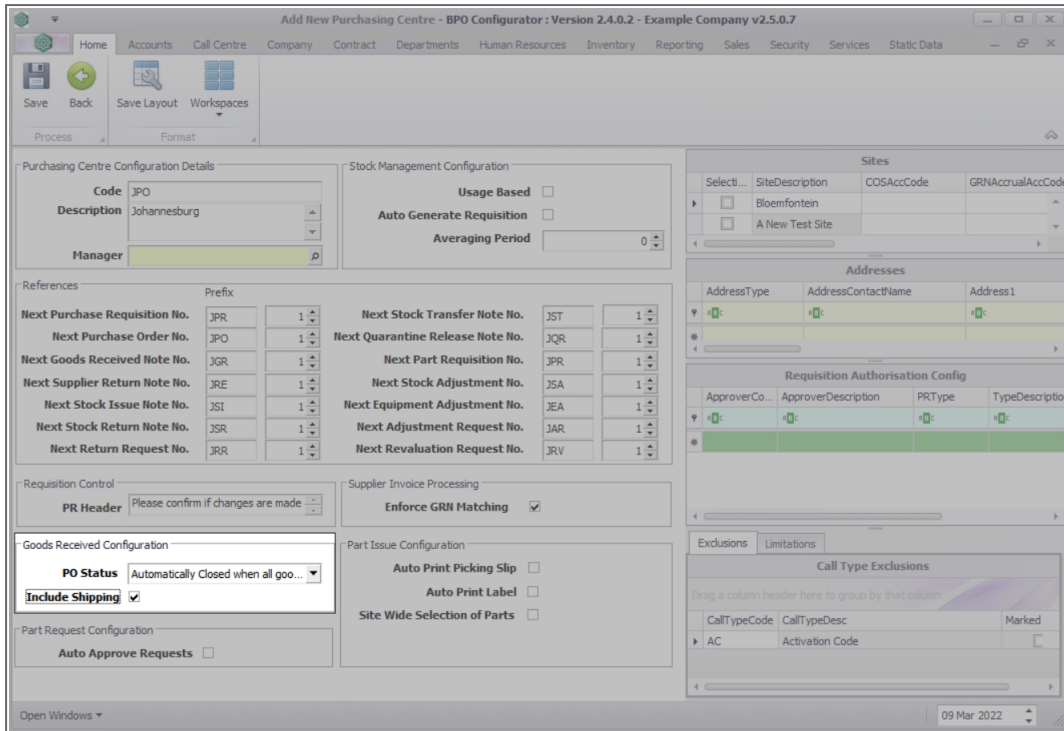 Add New Purchasing Centre - BPO Configurator : Version 2.4.0.2 - Example Company v2.5.0.7
Home Accounts Call Centre Company Contract Departments Human Resources Inventory Reporting Sales Security Services Static Data
Save Back Save Layout Workspaces
Process Format
Purchasing Centre Configuration Details
Code JPO
Description Johannesburg
Manager
Stock Management Configuration
Usage Based
Auto Generate Requisition
Averaging Period 0
References
Prefix
Next Purchase Requisition No. JPR 1
Next Purchase Order No. JPO 1
Next Goods Received Note No. JGR 1
Next Supplier Return Note No. JRE 1
Next Stock Issue Note No. JSI 1
Next Stock Return Note No. JSR 1
Next Return Request No. JRR 1
Next Stock Transfer Note No. JST 1
Next Quarantine Release Note No. JQR 1
Next Part Requisition No. JPR 1
Next Stock Adjustment No. JSA 1
Next Equipment Adjustment No. JEA 1
Next Adjustment Request No. JAR 1
Next Revaluation Request No. JRV 1
Requisition Control
PR Header Please confirm if changes are made
Supplier Invoice Processing
Enforce GRN Matching
Goods Received Configuration
PO Status Automatically Closed when all goo...
Include Shipping
Part Issue Configuration
Auto Print Picking Slip
Auto Print Label
Site Wide Selection of Parts
Part Request Configuration
Auto Approve Requests
Sites
Selecti... SiteDescription COSAccCode GRNAccrualAccCode
Bloemfontein
A New Test Site
Addresses
AddressType AddressContactName Address1
Requisition Authorisation Config
ApproverCo... ApproverDescription PRType TypeDescriptio
Exclusions Limitations
Call Type Exclusions
Drag a column header here to group by that column
CallTypeCode CallTypeDesc Marked
AC Activation Code
Open Windows
09 Mar 2022